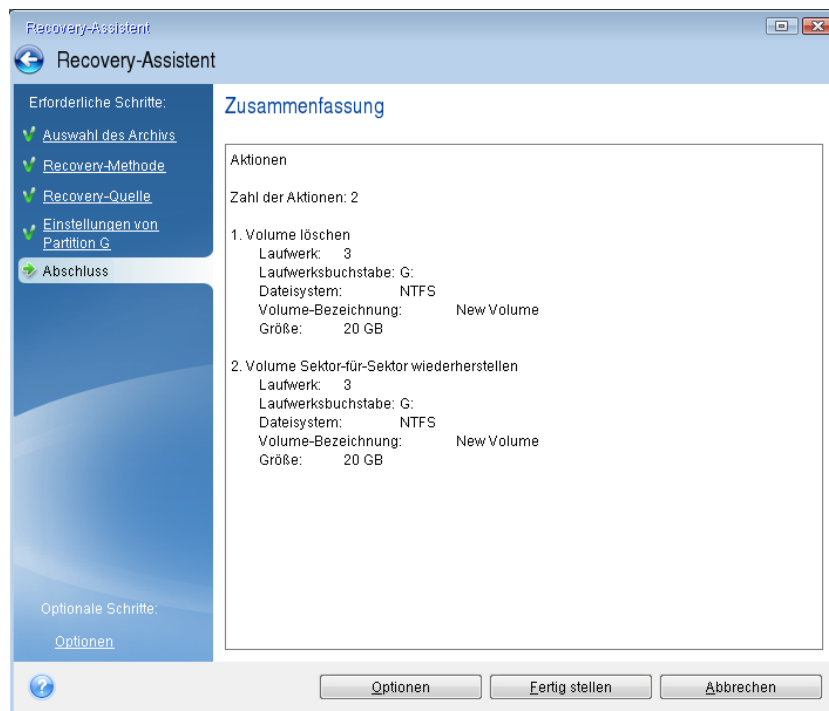 Recovery-Assistent
Recovery-Assistent
Erforderliche Schritte:
Auswahl des Archivs
Recovery-Methode
Recovery-Quelle
Einstellungen von
Partition G
Abschluss
Optionale Schritte:
Optionen
Zusammenfassung
Aktionen
Zahl der Aktionen: 2
1. Volume löschen
Laufwerk: 3
Laufwerksbuchstabe: G:
Dateisystem: NTFS
Volume-Bezeichnung: New Volume
Größe: 20 GB
2. Volume Sektor-für-Sektor wiederherstellen
Laufwerk: 3
Laufwerksbuchstabe: G:
Dateisystem: NTFS
Volume-Bezeichnung: New Volume
Größe: 20 GB
?
Optionen
Fertig stellen
Abbrechen